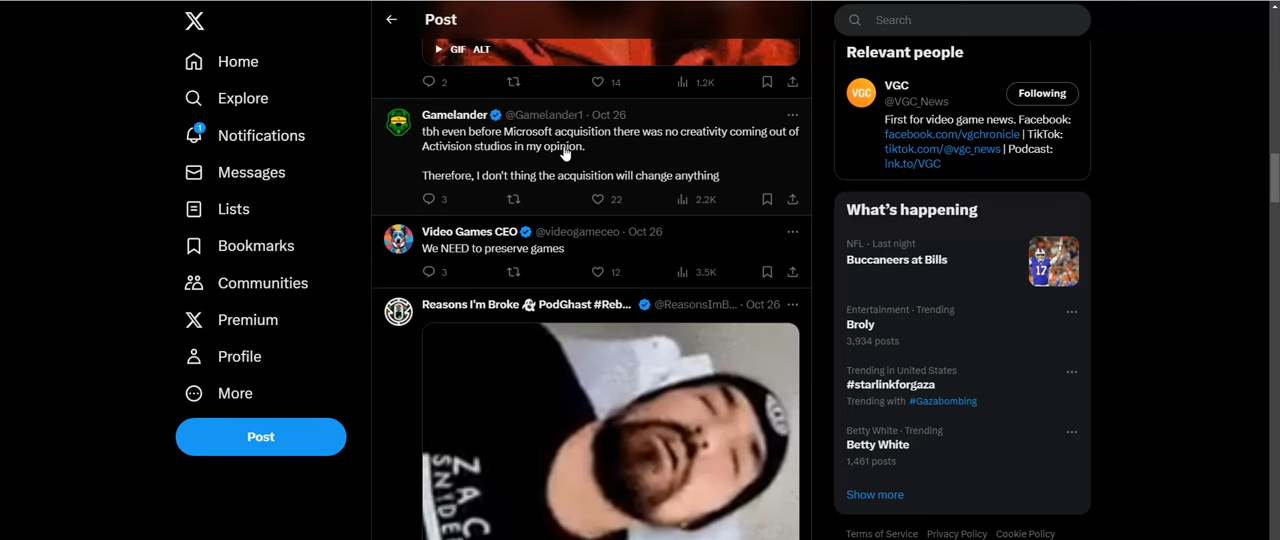 X
Home
Explore
1
Notifications
Messages
Lists
Bookmarks
Communities
Premium
Profile
More
Post
Post
GIF ALT
2 14 1.2K
Gamelander @Gamelander1 · Oct 26
tbh even before Microsoft acquisition there was no creativity coming out of
Activision studios in my opinion.
Therefore, I don't thing the acquisition will change anything
3 22 2.2K
Video Games CEO @videogameceo · Oct 26
We NEED to preserve games
3 12 3.5K
Reasons I'm Broke 👻 PodGhast #Reb... @ReasonsImB... · Oct 26
ZAC
SNIDE
Search
Relevant people
VGC
VGC
@VGC_News
Following
First for video game news. Facebook:
facebook.com/vgchronicle | TikTok:
tiktok.com/@vgc_news | Podcast:
lnk.to/VGC
What's happening
NFL · Last night
Buccaneers at Bills
17
Entertainment · Trending
Broly
3,934 posts
Trending in United States
#starlinkforgaza
Trending with #Gazabombing
Betty White · Trending
Betty White
1,461 posts
Show more
Terms of Service Privacy Policy Cookie Policy